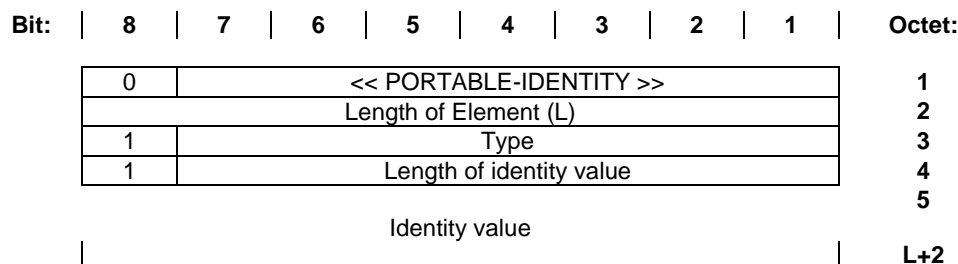 Bit: 8 7 6 5 4 3 2 1 Octet:
0 << PORTABLE-IDENTITY >> 1
Length of Element (L) 2
1 Type 3
1 Length of identity value 4
5
Identity value
L+2